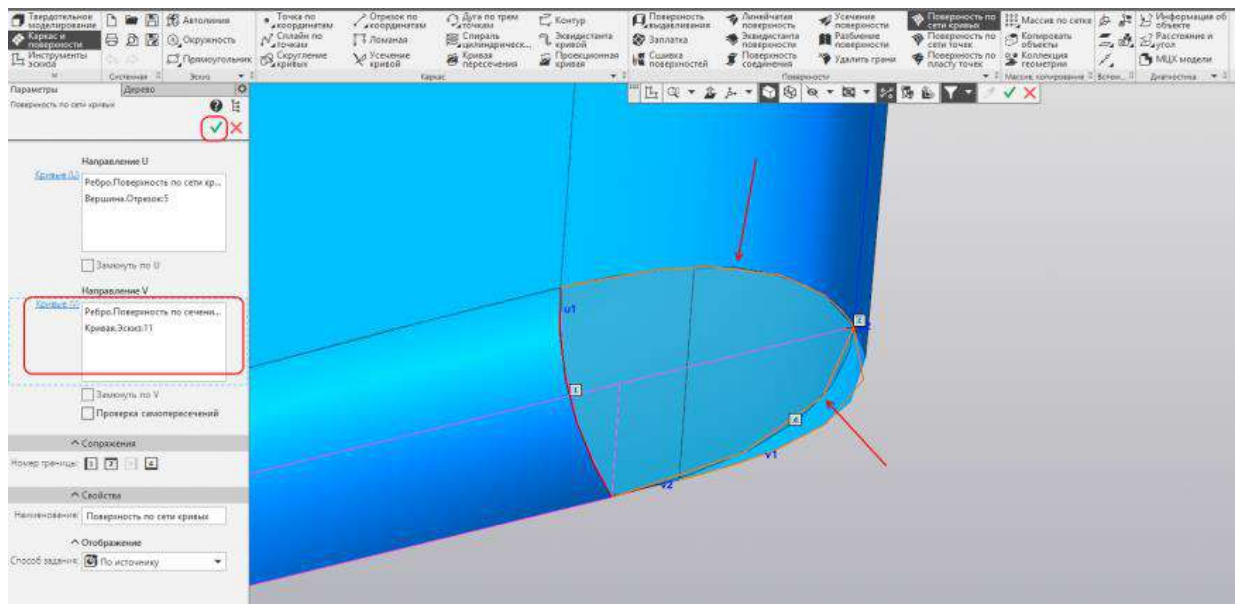 Твердотельное моделирование
Каркас и поверхности
Инструменты эскиза
Системная
Автолиния
Окружность
Прямоугольник
Эскиз
Точка по координатам
Сплайн по точкам
Скругление кривых
Отрезок по координатам
Ломаная
Усечение кривой
Дуга по трем точкам
Спираль цилиндрическ...
Кривая пересечения
Контур
Эквидистанта кривой
Проекционная кривая
Каркас
Поверхность выдавливания
Заплатка
Сшивка поверхностей
Линейчатая поверхность
Эквидистанта поверхности
Поверхность соединения
Усечение поверхности
Разбиение поверхности
Удалить грани
Поверхность по сети кривых
Поверхность по сети точек
Поверхность по пласту точек
Поверхности
Массив по сетке
Копировать объекты
Коллекция геометрии
Массив, копирование
Вспом...
Информация об объекте
Расстояние и угол
МЦХ модели
Диагностика
Параметры
Дерево
Поверхность по сети кривых
Направление U
Кривые (U)
Ребро.Поверхность по сети кр...
Вершина.Отрезок:5
Замкнуть по U
Направление V
Кривые (V)
Ребро.Поверхность по сечени...
Кривая.Эскиз:11
Замкнуть по V
Проверка самопересечений
Сопряжения
Номер границы:
1
2
3
4
Свойства
Наименование:
Поверхность по сети кривых
Отображение
Способ задания:
По источнику
u1
v1
v2